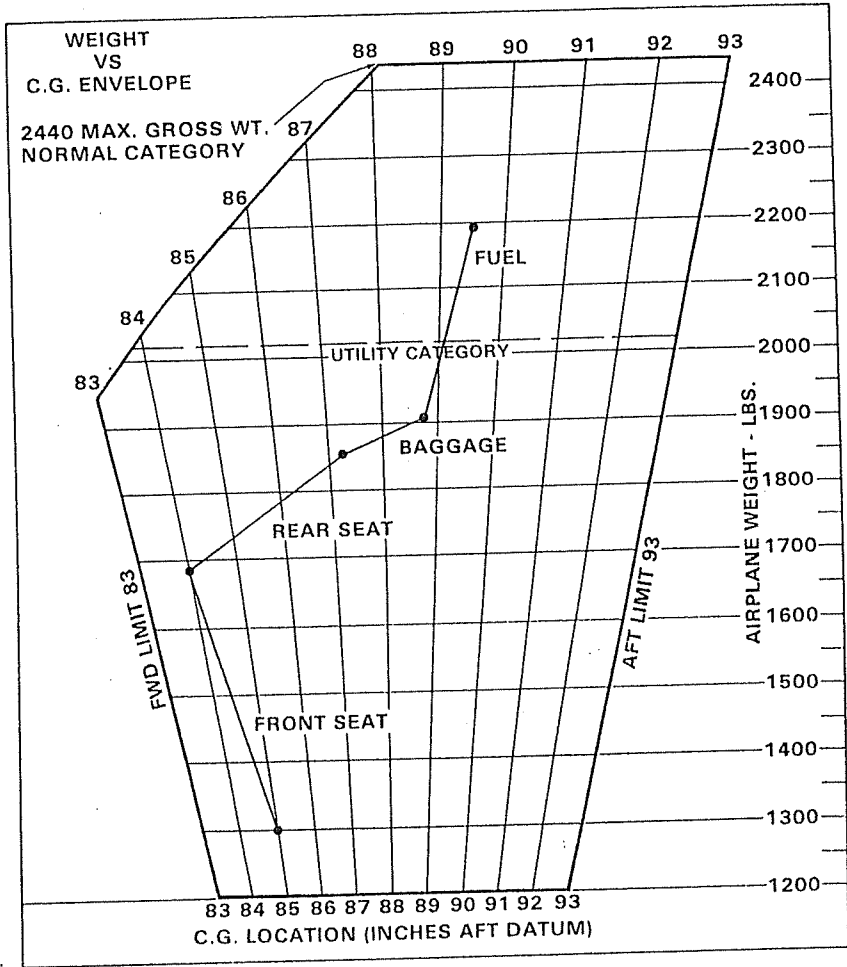 WEIGHT
VS
C.G. ENVELOPE
2440 MAX. GROSS WT.
NORMAL CATEGORY
88 89 90 91 92 93
87
86
85
84
83
2400
2300
2200
2100
2000
1900
1800
1700
1600
1500
1400
1300
1200
FUEL
UTILITY CATEGORY
BAGGAGE
REAR SEAT
FRONT SEAT
FWD LIMIT 83
AFT LIMIT 93
AIRPLANE WEIGHT - LBS.
83 84 85 86 87 88 89 90 91 92 93
C.G. LOCATION (INCHES AFT DATUM)